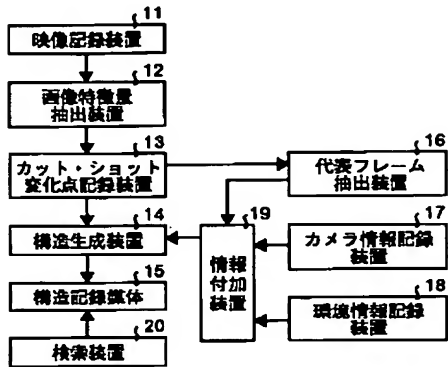 11
映像記録装置
12
画像特徴量
抽出装置
13
カット・ショット
変化点記録装置
16
代表フレーム
抽出装置
14
構造生成装置
19
情報
付加
装置
17
カメラ情報記録
装置
15
構造記録媒体
18
環境情報記録
装置
20
検索装置